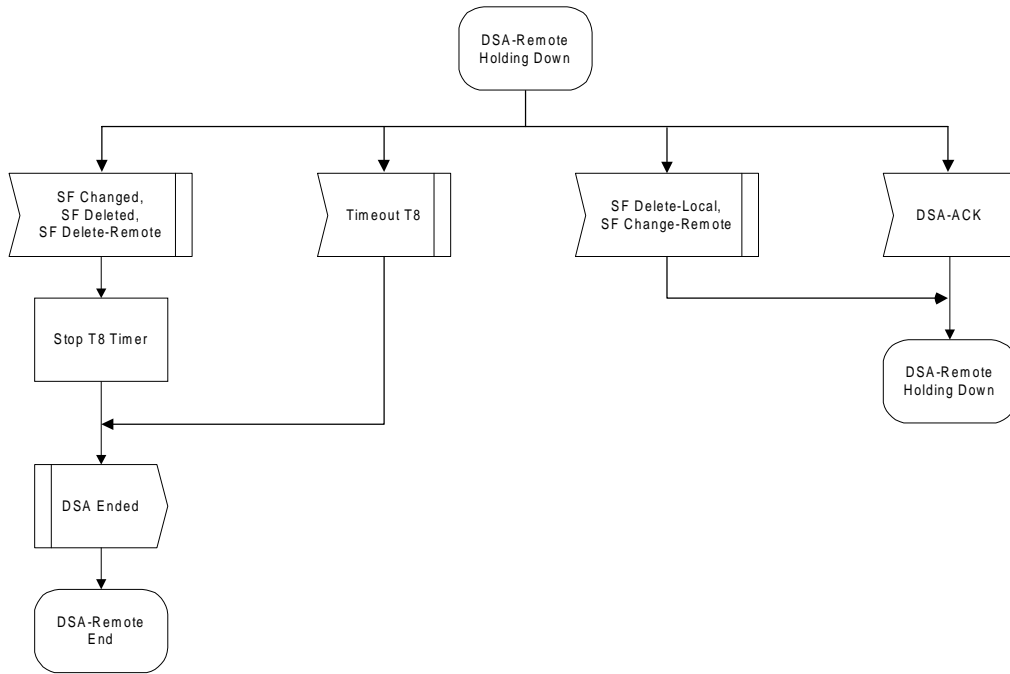 DSA-Remote
Holding Down
SF Changed,
SF Deleted,
SF Delete-Remote
Timeout T8
SF Delete-Local,
SF Change-Remote
DSA-ACK
Stop T8 Timer
DSA-Remote
Holding Down
DSA Ended
DSA-Remote
End